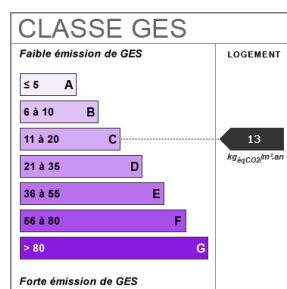 CLASSE GES
Faible émission de GES
LOGEMENT
≤ 5 A
6 à 10 B
11 à 20 C
13
kgéqCO2/m².an
21 à 35 D
36 à 55 E
56 à 80 F
> 80 G
Forte émission de GES